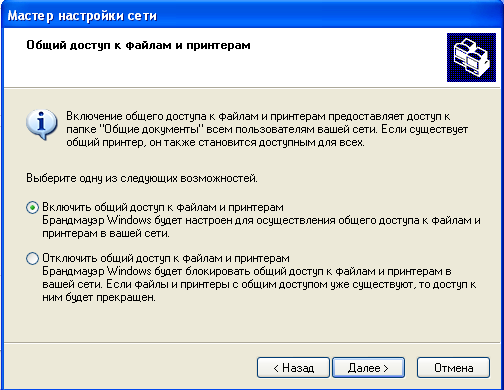 Мастер настройки сети
Общий доступ к файлам и принтерам
Включение общего доступа к файлам и принтерам предоставляет доступ к
папке "Общие документы" всем пользователям вашей сети. Если существует
общий принтер, он также становится доступным для всех.
Выберите одну из следующих возможностей.
Включить общий доступ к файлам и принтерам
Брандмауэр Windows будет настроен для осуществления общего доступа к файлам и
принтерам в вашей сети.
Отключить общий доступ к файлам и принтерам
Брандмауэр Windows будет блокировать общий доступ к файлам и принтерам в
вашей сети. Если файлы и принтеры с общим доступом уже существуют, то доступ к
ним будет прекращен.
< Назад
Далее >
Отмена